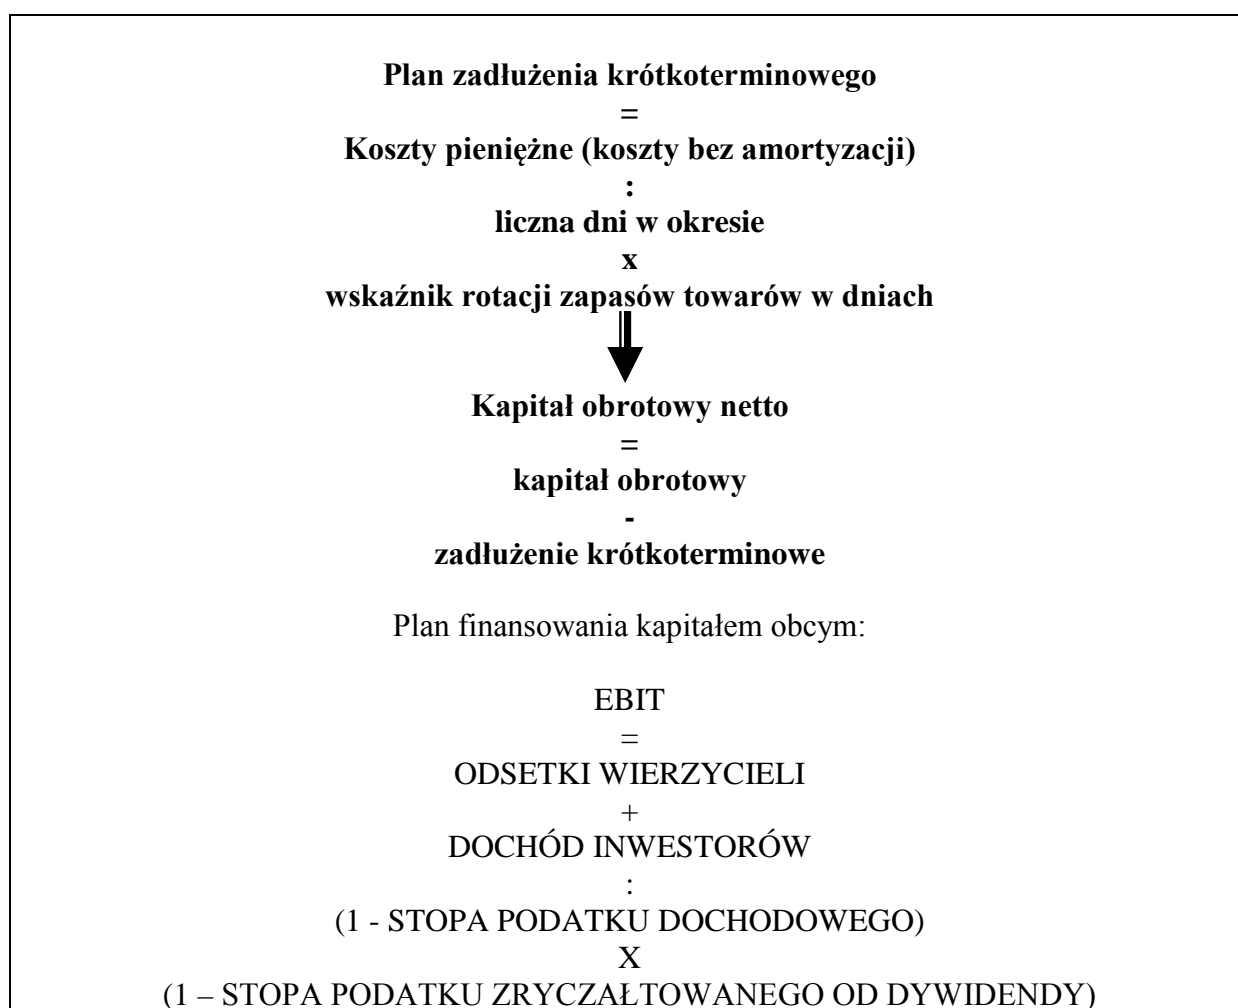 Plan zadłużenia krótkoterminowego
=
Koszty pieniężne (koszty bez amortyzacji)
:
liczna dni w okresie
x
wskaźnik rotacji zapasów towarów w dniach
Kapitał obrotowy netto
=
kapitał obrotowy
-
zadłużenie krótkoterminowe
Plan finansowania kapitałem obcym:
EBIT
=
ODSETKI WIERZYCIELI
+
DOCHÓD INWESTORÓW
:
(1 - STOPA PODATKU DOCHODOWEGO)
X
(1 – STOPA PODATKU ZRYCZAŁTOWANEGO OD DYWIDENDY)